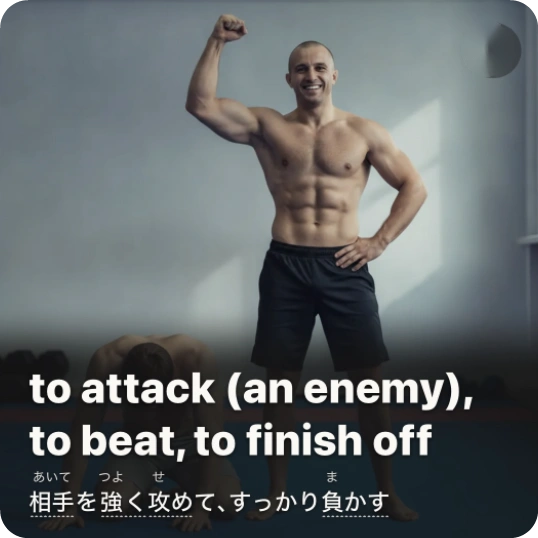 to attack (an enemy),
to beat, to finish off
あいて つよ せ ま
相手を強く攻めて、すっかり負かす